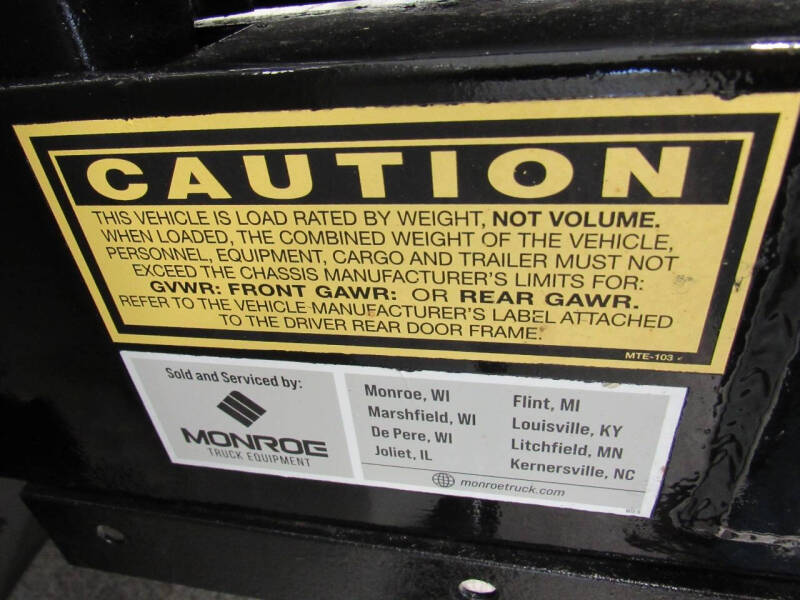 CAUTION
THIS VEHICLE IS LOAD RATED BY WEIGHT, NOT VOLUME.
WHEN LOADED, THE COMBINED WEIGHT OF THE VEHICLE,
PERSONNEL, EQUIPMENT, CARGO AND TRAILER MUST NOT
EXCEED THE CHASSIS MANUFACTURER'S LIMITS FOR:
GVWR: FRONT GAWR: OR REAR GAWR.
REFER TO THE VEHICLE MANUFACTURER'S LABEL ATTACHED
TO THE DRIVER REAR DOOR FRAME.
MTE-103
Sold and Serviced by:
MONROE
TRUCK EQUIPMENT
Monroe, WI
Marshfield, WI
De Pere, WI
Joliet, IL
Flint, MI
Louisville, KY
Litchfield, MN
Kernersville, NC
monroetruck.com